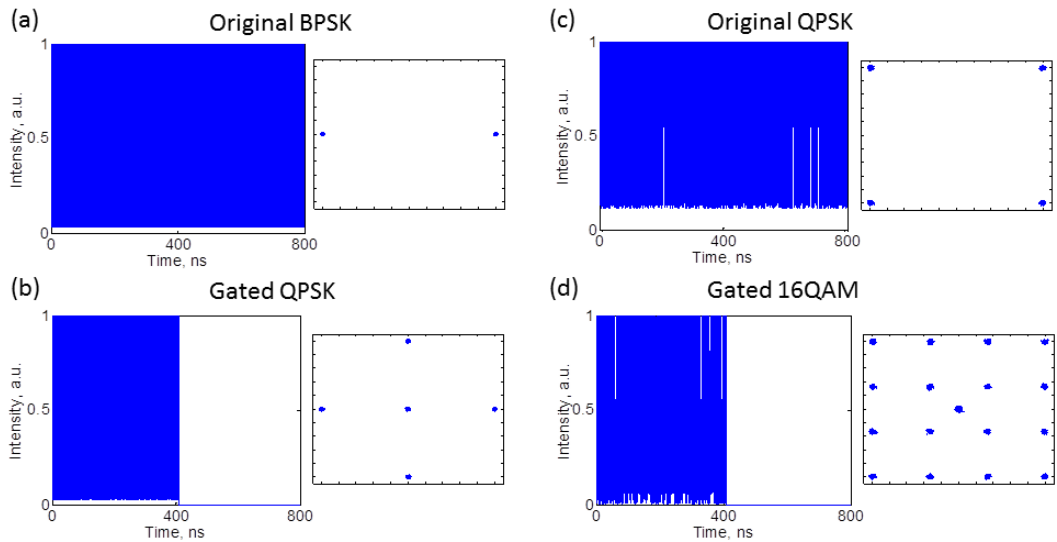 (a)
Original BPSK
1
0.5
0
Intensity, a.u.
0
400
800
Time, ns
(c)
Original QPSK
1
0.5
0
Intensity, a.u.
0
400
800
Time, ns
(b)
Gated QPSK
1
0.5
0
Intensity, a.u.
0
400
800
Time, ns
(d)
Gated 16QAM
1
0.5
0
Intensity, a.u.
0
400
800
Time, ns